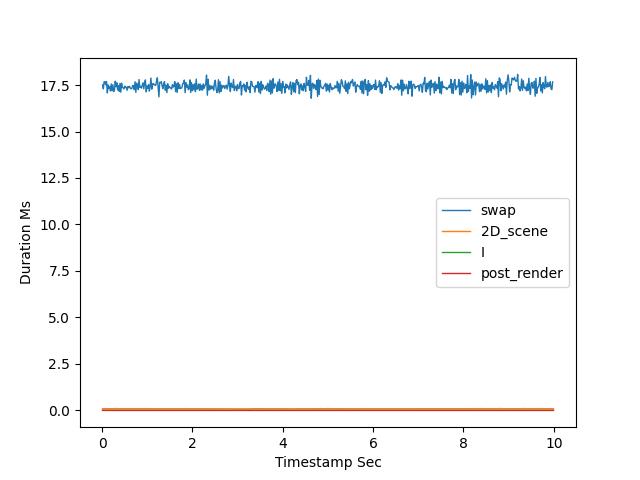 17.5
15.0
12.5
10.0
7.5
5.0
2.5
0.0
Duration Ms
swap
2D_scene
I
post_render
0 2 4 6 8 10
Timestamp Sec